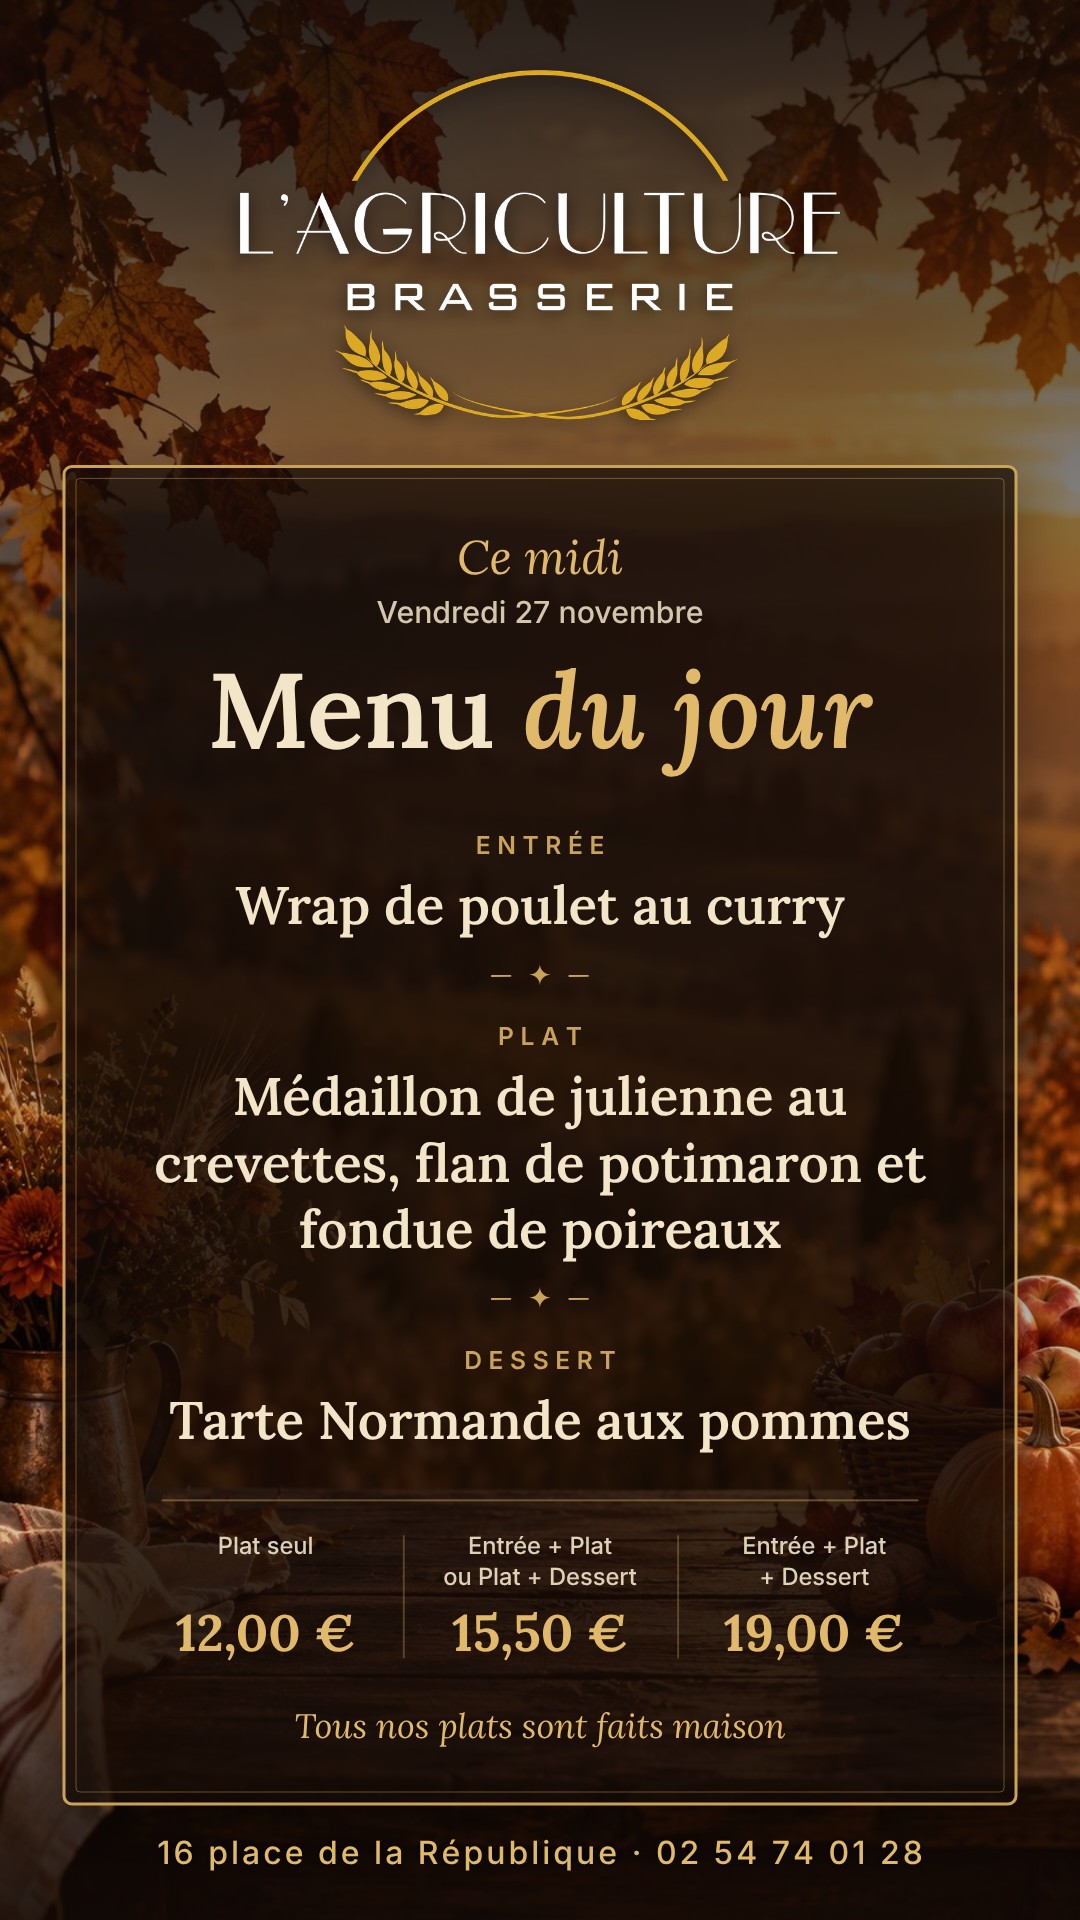 L'AGRICULTURE
BRASSERIE
Ce midi
Vendredi 27 novembre
Menu du jour
ENTRÉE
Wrap de poulet au curry
PLAT
Médaillon de julienne au
crevettes, flan de potimaron et
fondue de poireaux
DESSERT
Tarte Normande aux pommes
Plat seul
12,00 €
Entrée + Plat
ou Plat + Dessert
15,50 €
Entrée + Plat
+ Dessert
19,00 €
Tous nos plats sont faits maison
16 place de la République · 02 54 74 01 28